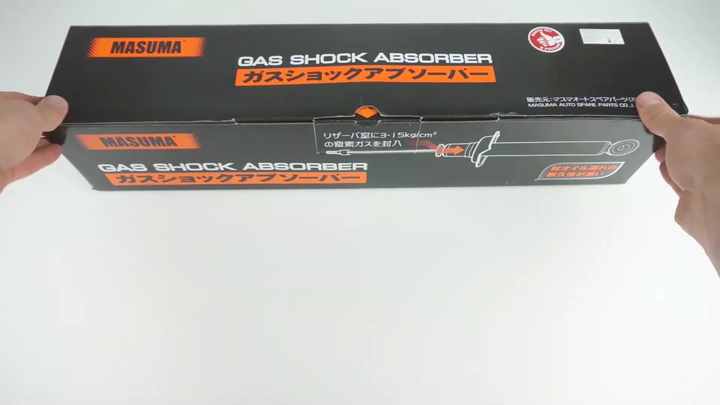 MASUMA
GAS SHOCK ABSORBER
ガスショックアブソーバー
販売元:マスマオートスペアパーツ
MASUMA AUTO SPARE PARTS CO.
MASUMA
リザーバ室に3-15kg/cm²
の窒素ガスを封入
GAS SHOCK ABSORBER
ガスショックアブソーバー